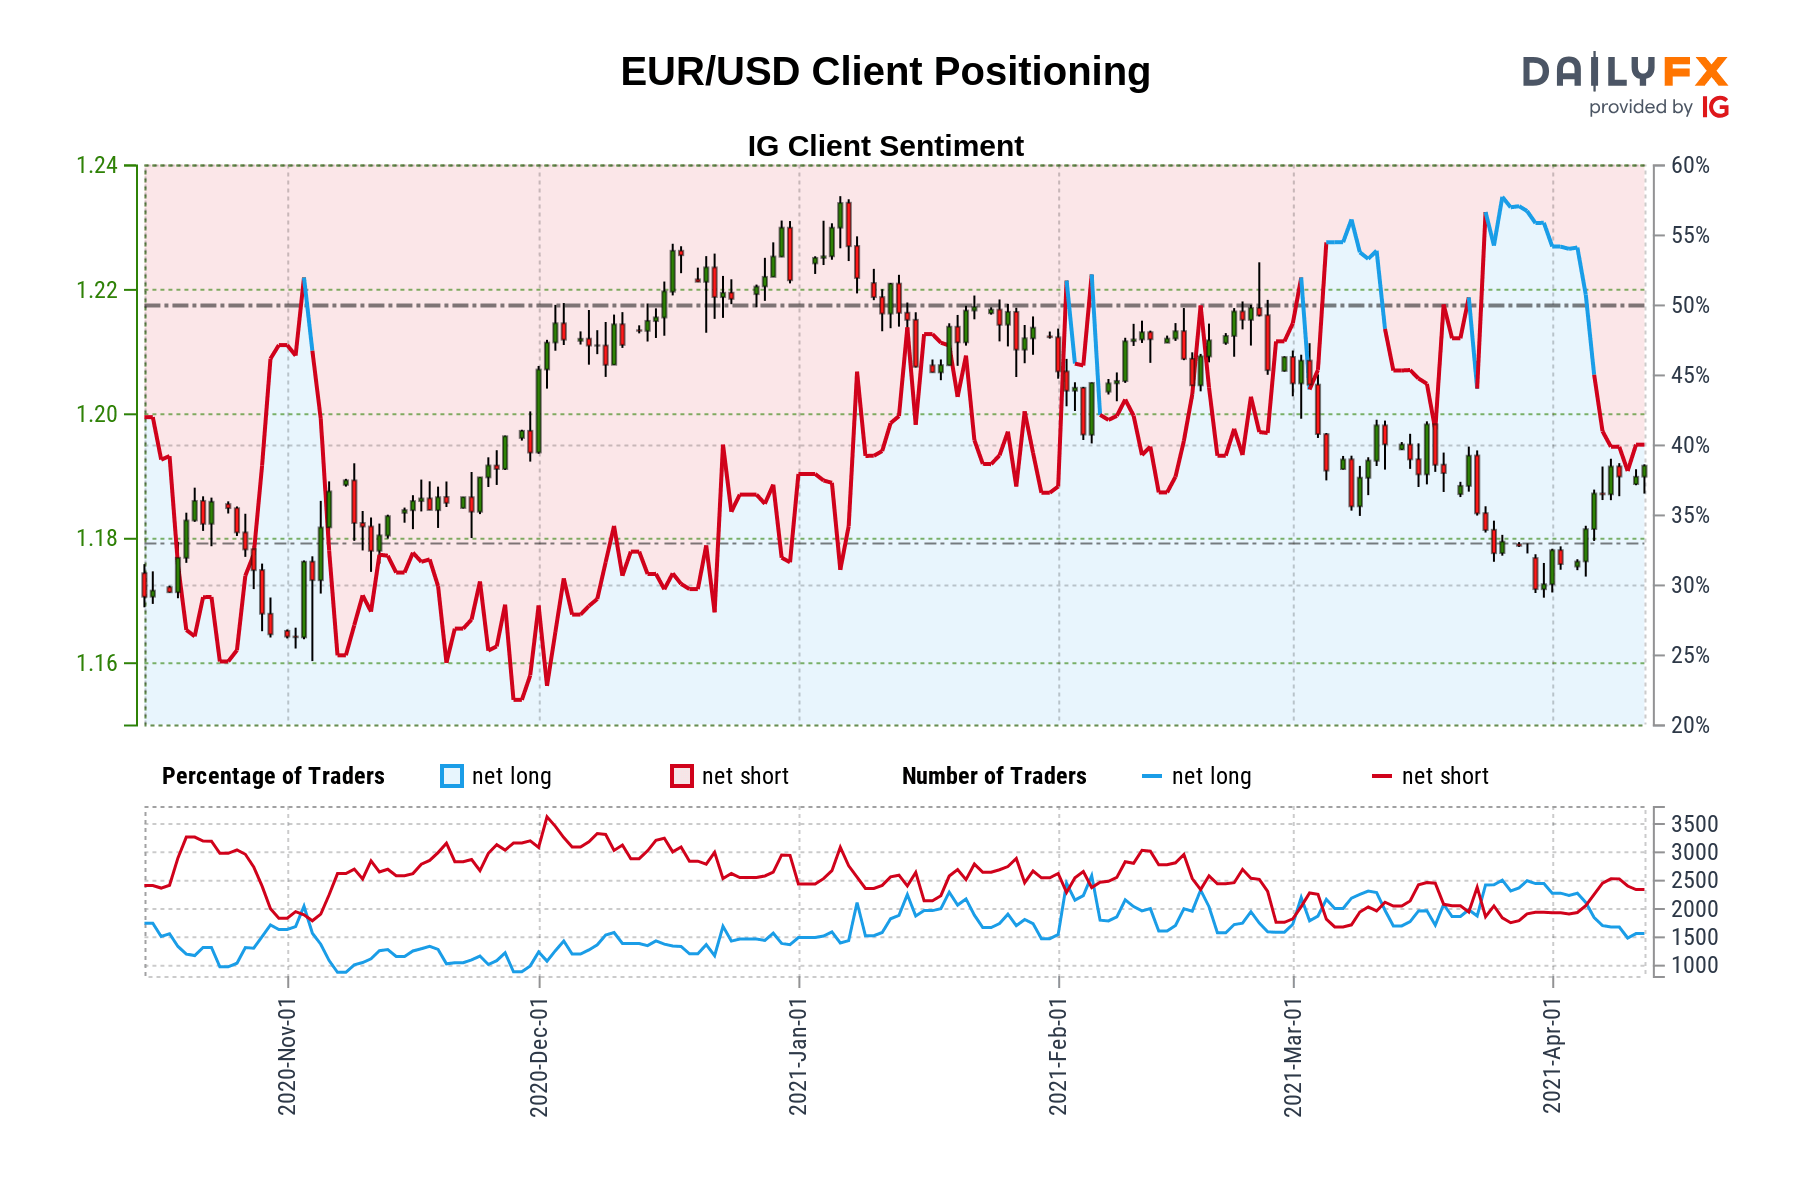 EUR/USD Client Positioning
DAILYFX
provided by IG
IG Client Sentiment
1.24
1.22
1.20
1.18
1.16
60%
55%
50%
45%
40%
35%
30%
25%
20%
Percentage of Traders net long net short Number of Traders net long net short
3500
3000
2500
2000
1500
1000
2020-Nov-01
2020-Dec-01
2021-Jan-01
2021-Feb-01
2021-Mar-01
2021-Apr-01